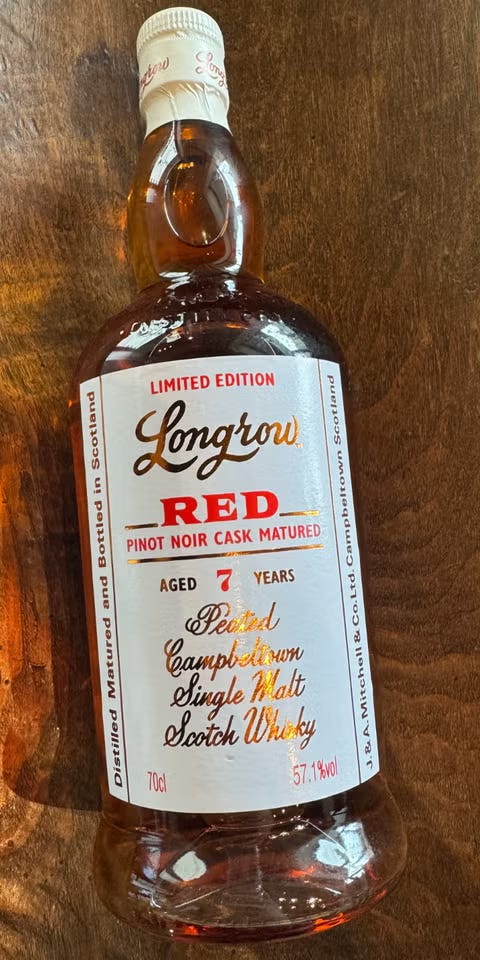 Longrow
LIMITED EDITION
Longrow
RED
PINOT NOIR CASK MATURED
AGED 7 YEARS
Peated
Campbeltown
Single Malt
Scotch Whisky
70cl 57.1%vol
Distilled Matured and Bottled in Scotland
J.&A. Mitchell & Co.Ltd. Campbeltown Scotland